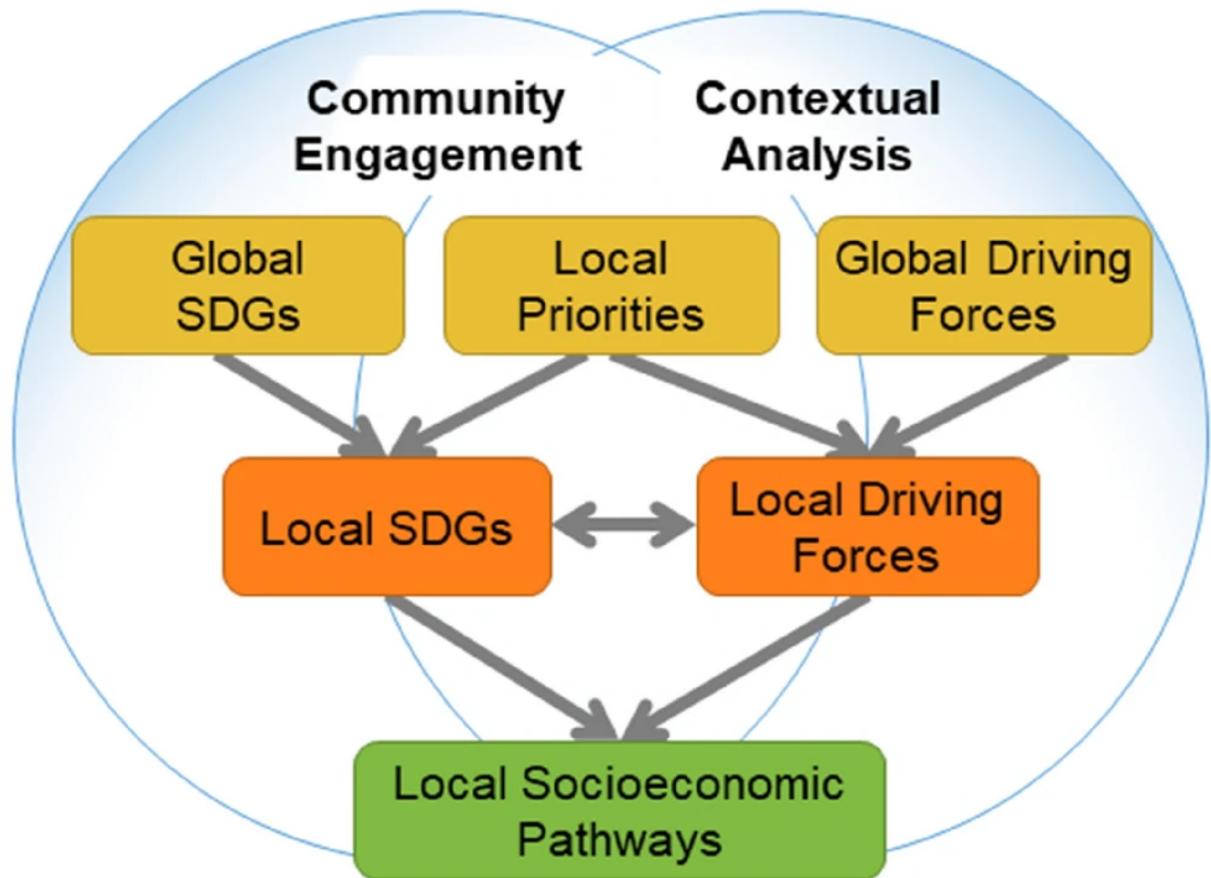 Community
Engagement
Contextual
Analysis
Global
SDGs
Local
Priorities
Global Driving
Forces
Local SDGs
Local Driving
Forces
Local Socioeconomic
Pathways